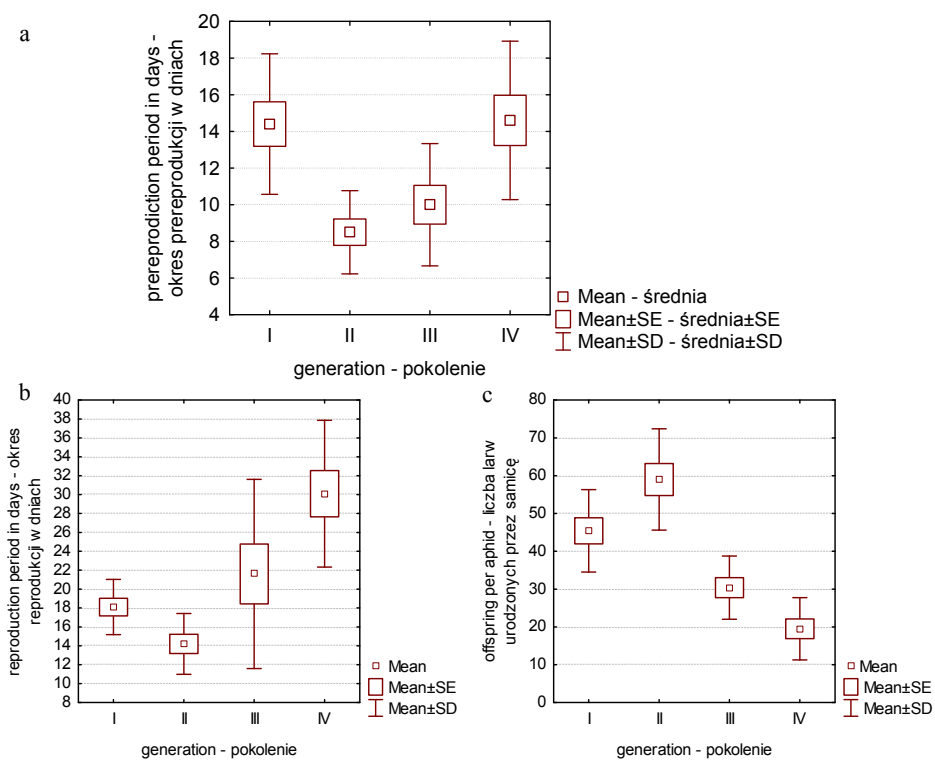 a
prereprodiction period in days -
okres prereprodukcji w dniach
20
18
16
14
12
10
8
6
4
I II III IV
generation - pokolenie
Mean - średnia
Mean±SE - średnia±SE
Mean±SD - średnia±SD
b
reproduction period in days - okres
reprodukcji w dniach
40
38
36
34
32
30
28
26
24
22
20
18
16
14
12
10
8
I II III IV
generation - pokolenie
Mean
Mean±SE
Mean±SD
c
offspring per aphid - liczba larw
urodzonych przez samicę
80
70
60
50
40
30
20
10
0
I II III IV
generation - pokolenie
Mean
Mean±SE
Mean±SD